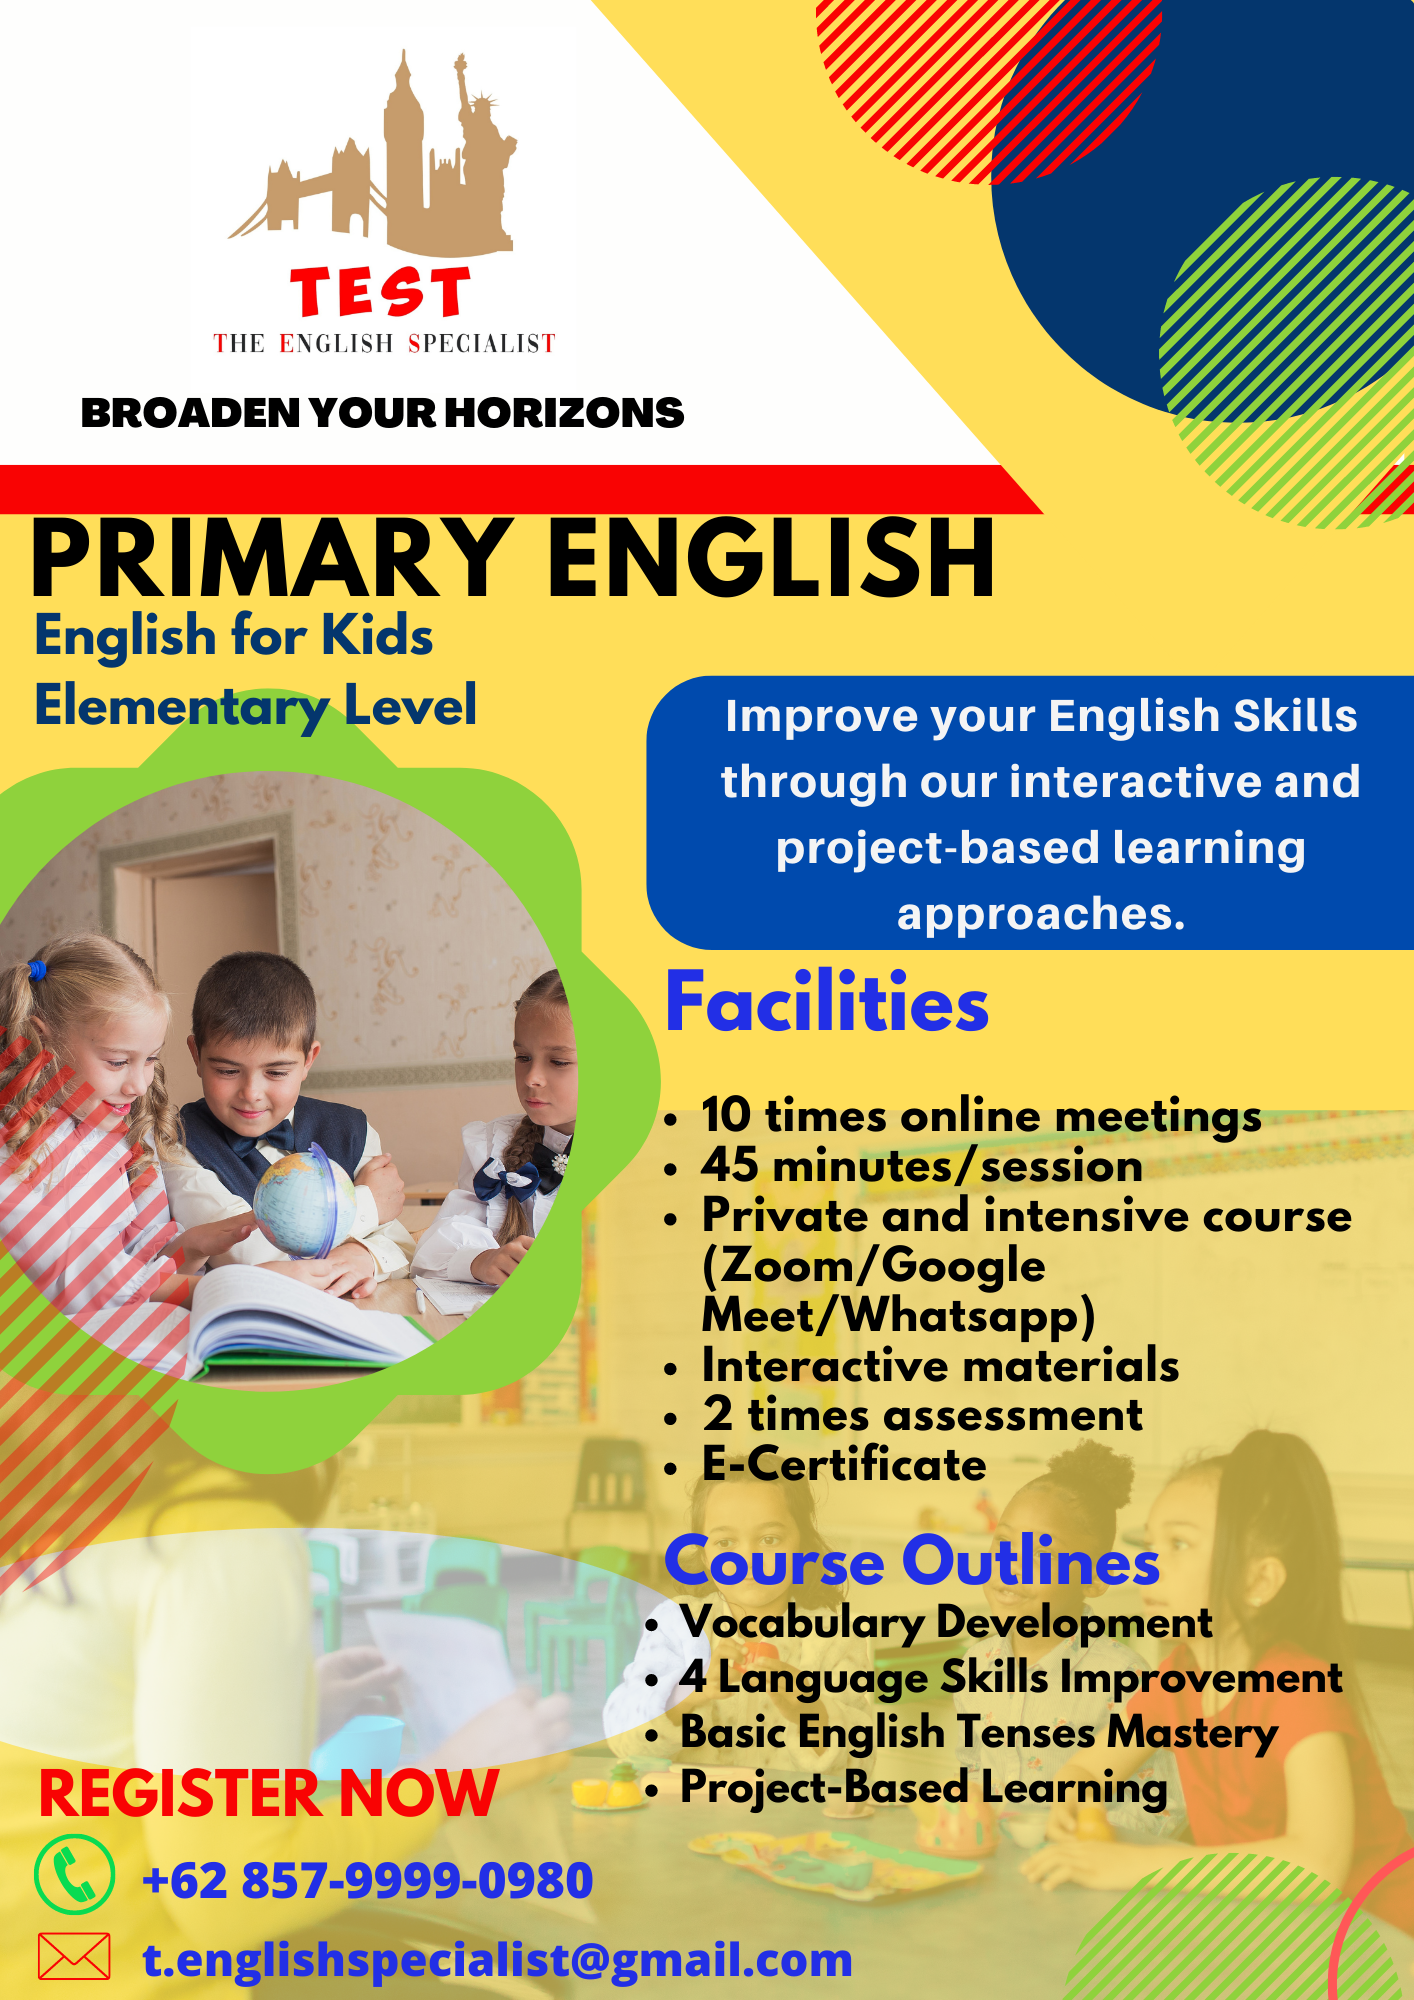 TEST
THE ENGLISH SPECIALIST
BROADEN YOUR HORIZONS
PRIMARY ENGLISH
English for Kids
Elementary Level
Improve your English Skills
through our interactive and
project-based learning
approaches.
Facilities
• 10 times online meetings
• 45 minutes/session
• Private and intensive course
(Zoom/Google
Meet/Whatsapp)
• Interactive materials
• 2 times assessment
• E-Certificate
Course Outlines
• Vocabulary Development
• 4 Language Skills Improvement
• Basic English Tenses Mastery
• Project-Based Learning
REGISTER NOW
+62 857-9999-0980
t.englishspecialist@gmail.com